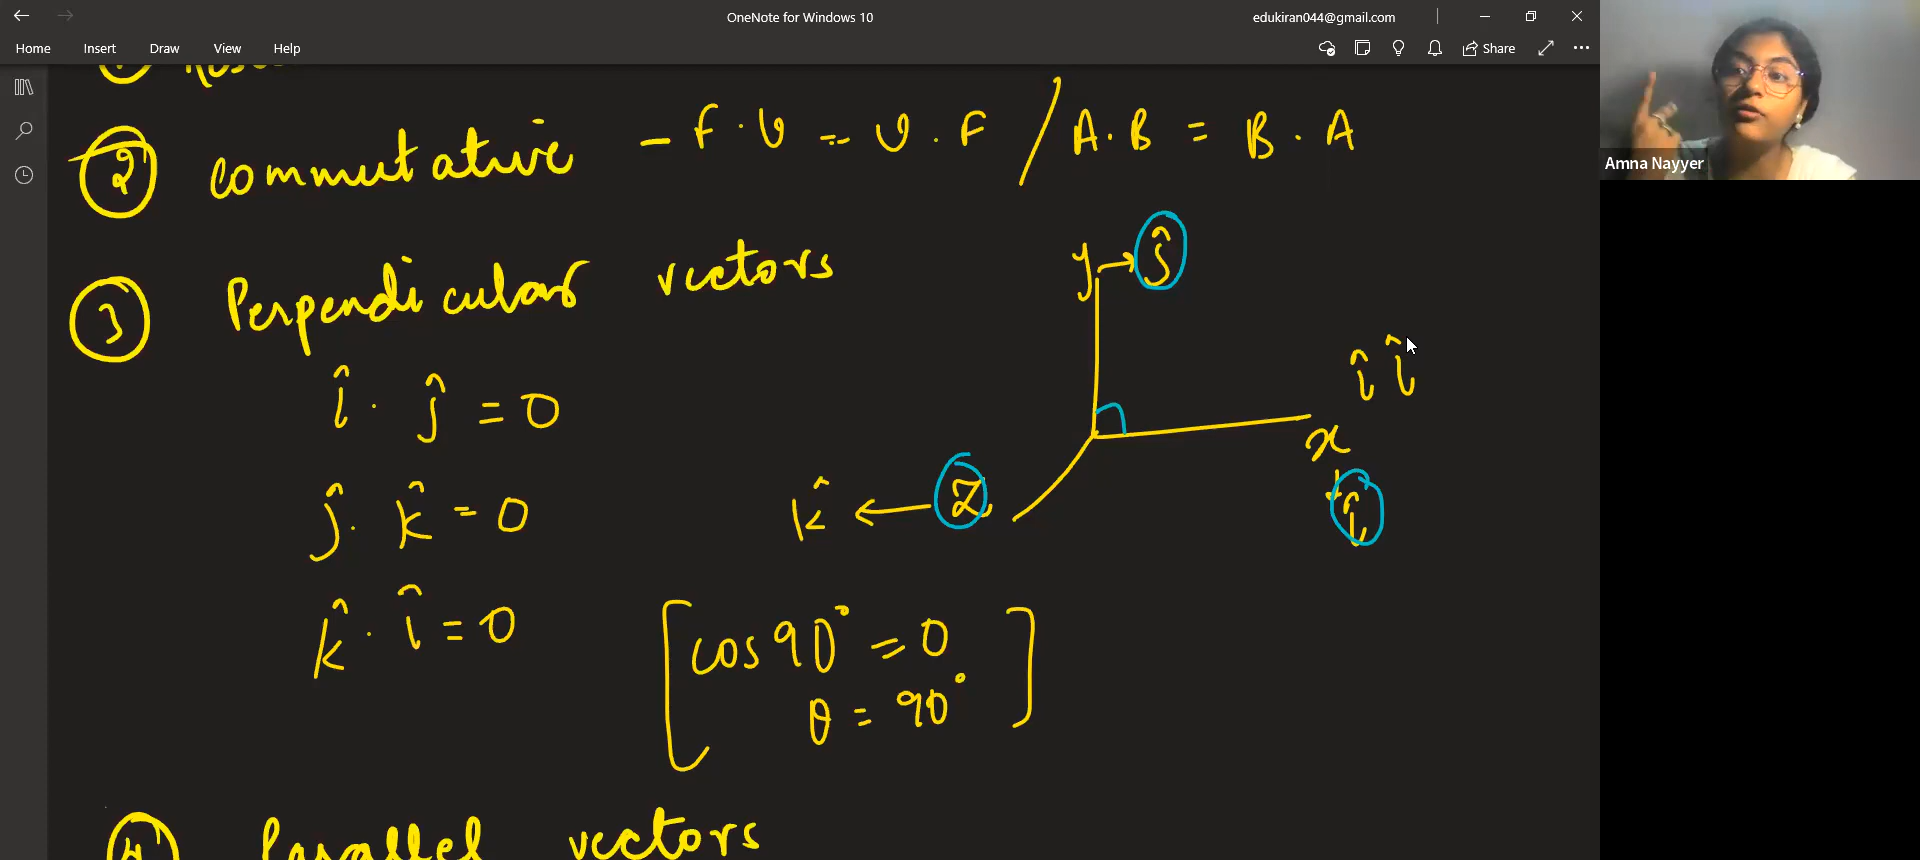 OneNote for Windows 10
edukiran044@gmail.com
Home Insert Draw View Help
Share
Amna Nayyer
② commutative - F . V = V . F / A . B = B . A
③ Perpendicular vectors
y → ĵ
î î
x
î
î . ĵ = 0
ĵ . k̂ = 0
k̂ ← z
k̂ . î = 0
[cos 90° = 0
θ = 90°]
④ Parallel vectors